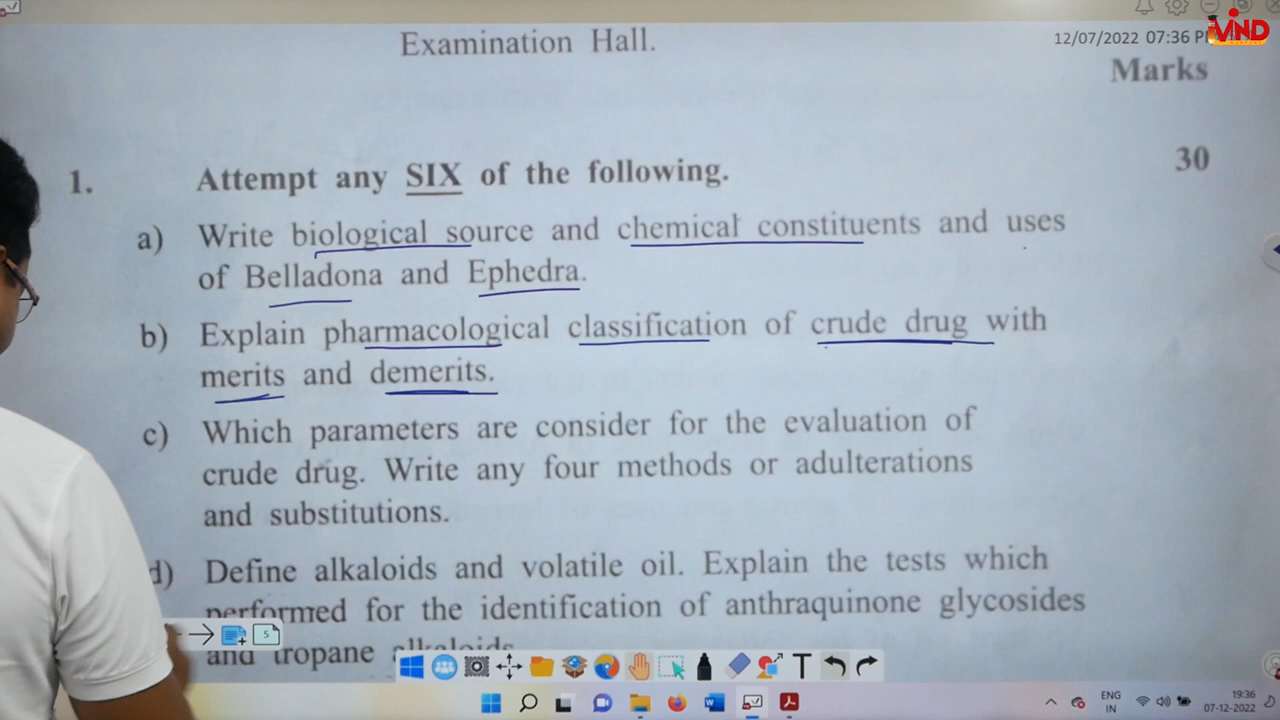 Examination Hall.
12/07/2022 07:36
VIND
Marks
1. Attempt any SIX of the following. 30
a) Write biological source and chemical constituents and uses
of Belladona and Ephedra.
b) Explain pharmacological classification of crude drug with
merits and demerits.
c) Which parameters are consider for the evaluation of
crude drug. Write any four methods or adulterations
and substitutions.
d) Define alkaloids and volatile oil. Explain the tests which
performed for the identification of anthraquinone glycosides
and tropane alkaloids
5
T
ENG
IN
19:36
07-12-2022